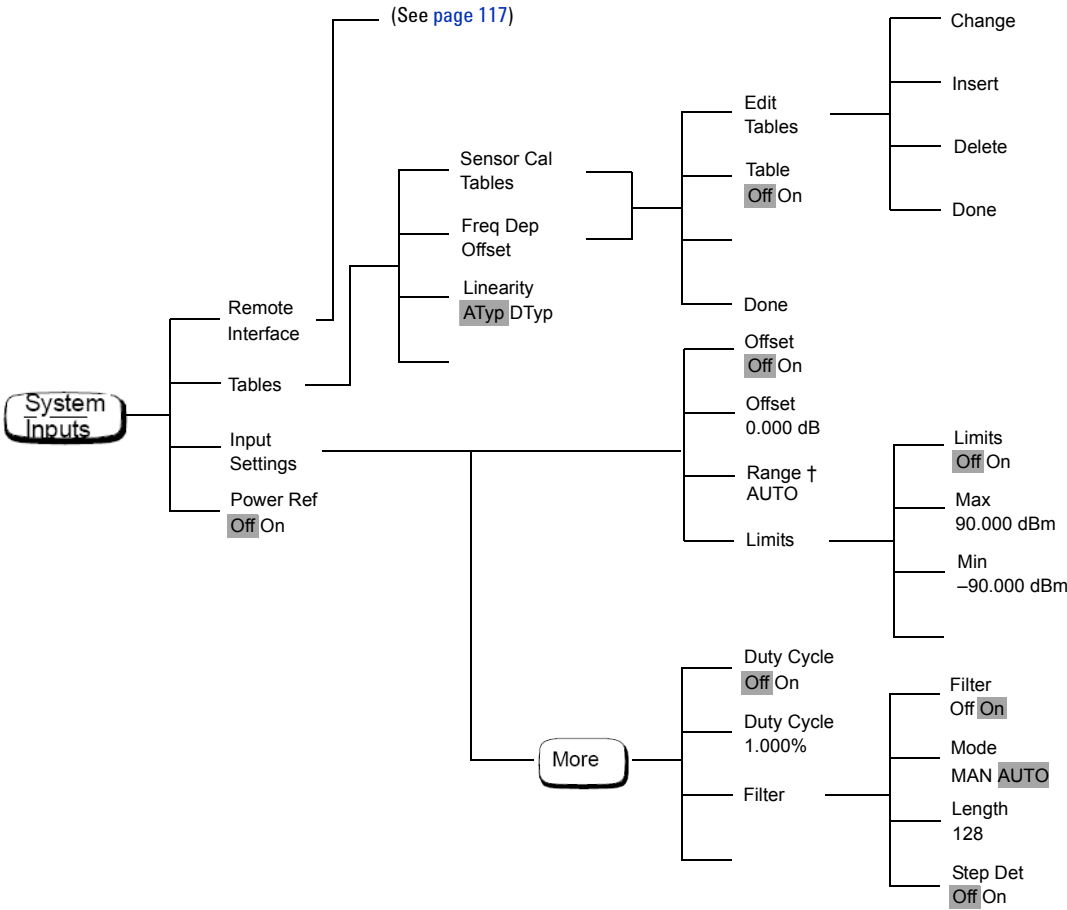 (See page 117)
Change
Insert
Delete
Done
Edit
Tables
Table
Off On
Done
Sensor Cal
Tables
Freq Dep
Offset
Linearity
ATyp DTyp
Remote
Interface
Tables
Input
Settings
Power Ref
Off On
System
Inputs
Offset
Off On
Offset
0.000 dB
Range †
AUTO
Limits
Limits
Off On
Max
90.000 dBm
Min
–90.000 dBm
More
Duty Cycle
Off On
Duty Cycle
1.000%
Filter
Filter
Off On
Mode
MAN AUTO
Length
128
Step Det
Off On